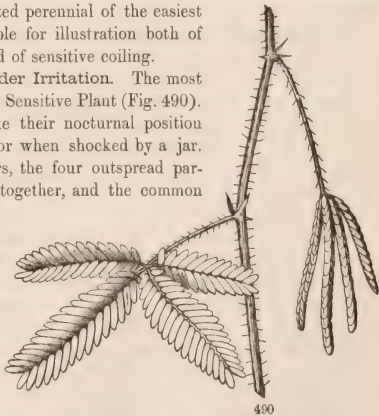 ted perennial of the easiest
ple for illustration both of
d of sensitive coiling.
der Irritation. The most
Sensitive Plant (Fig. 490).
te their nocturnal position
or when shocked by a jar.
rs, the four outspread par-
together, and the common
490